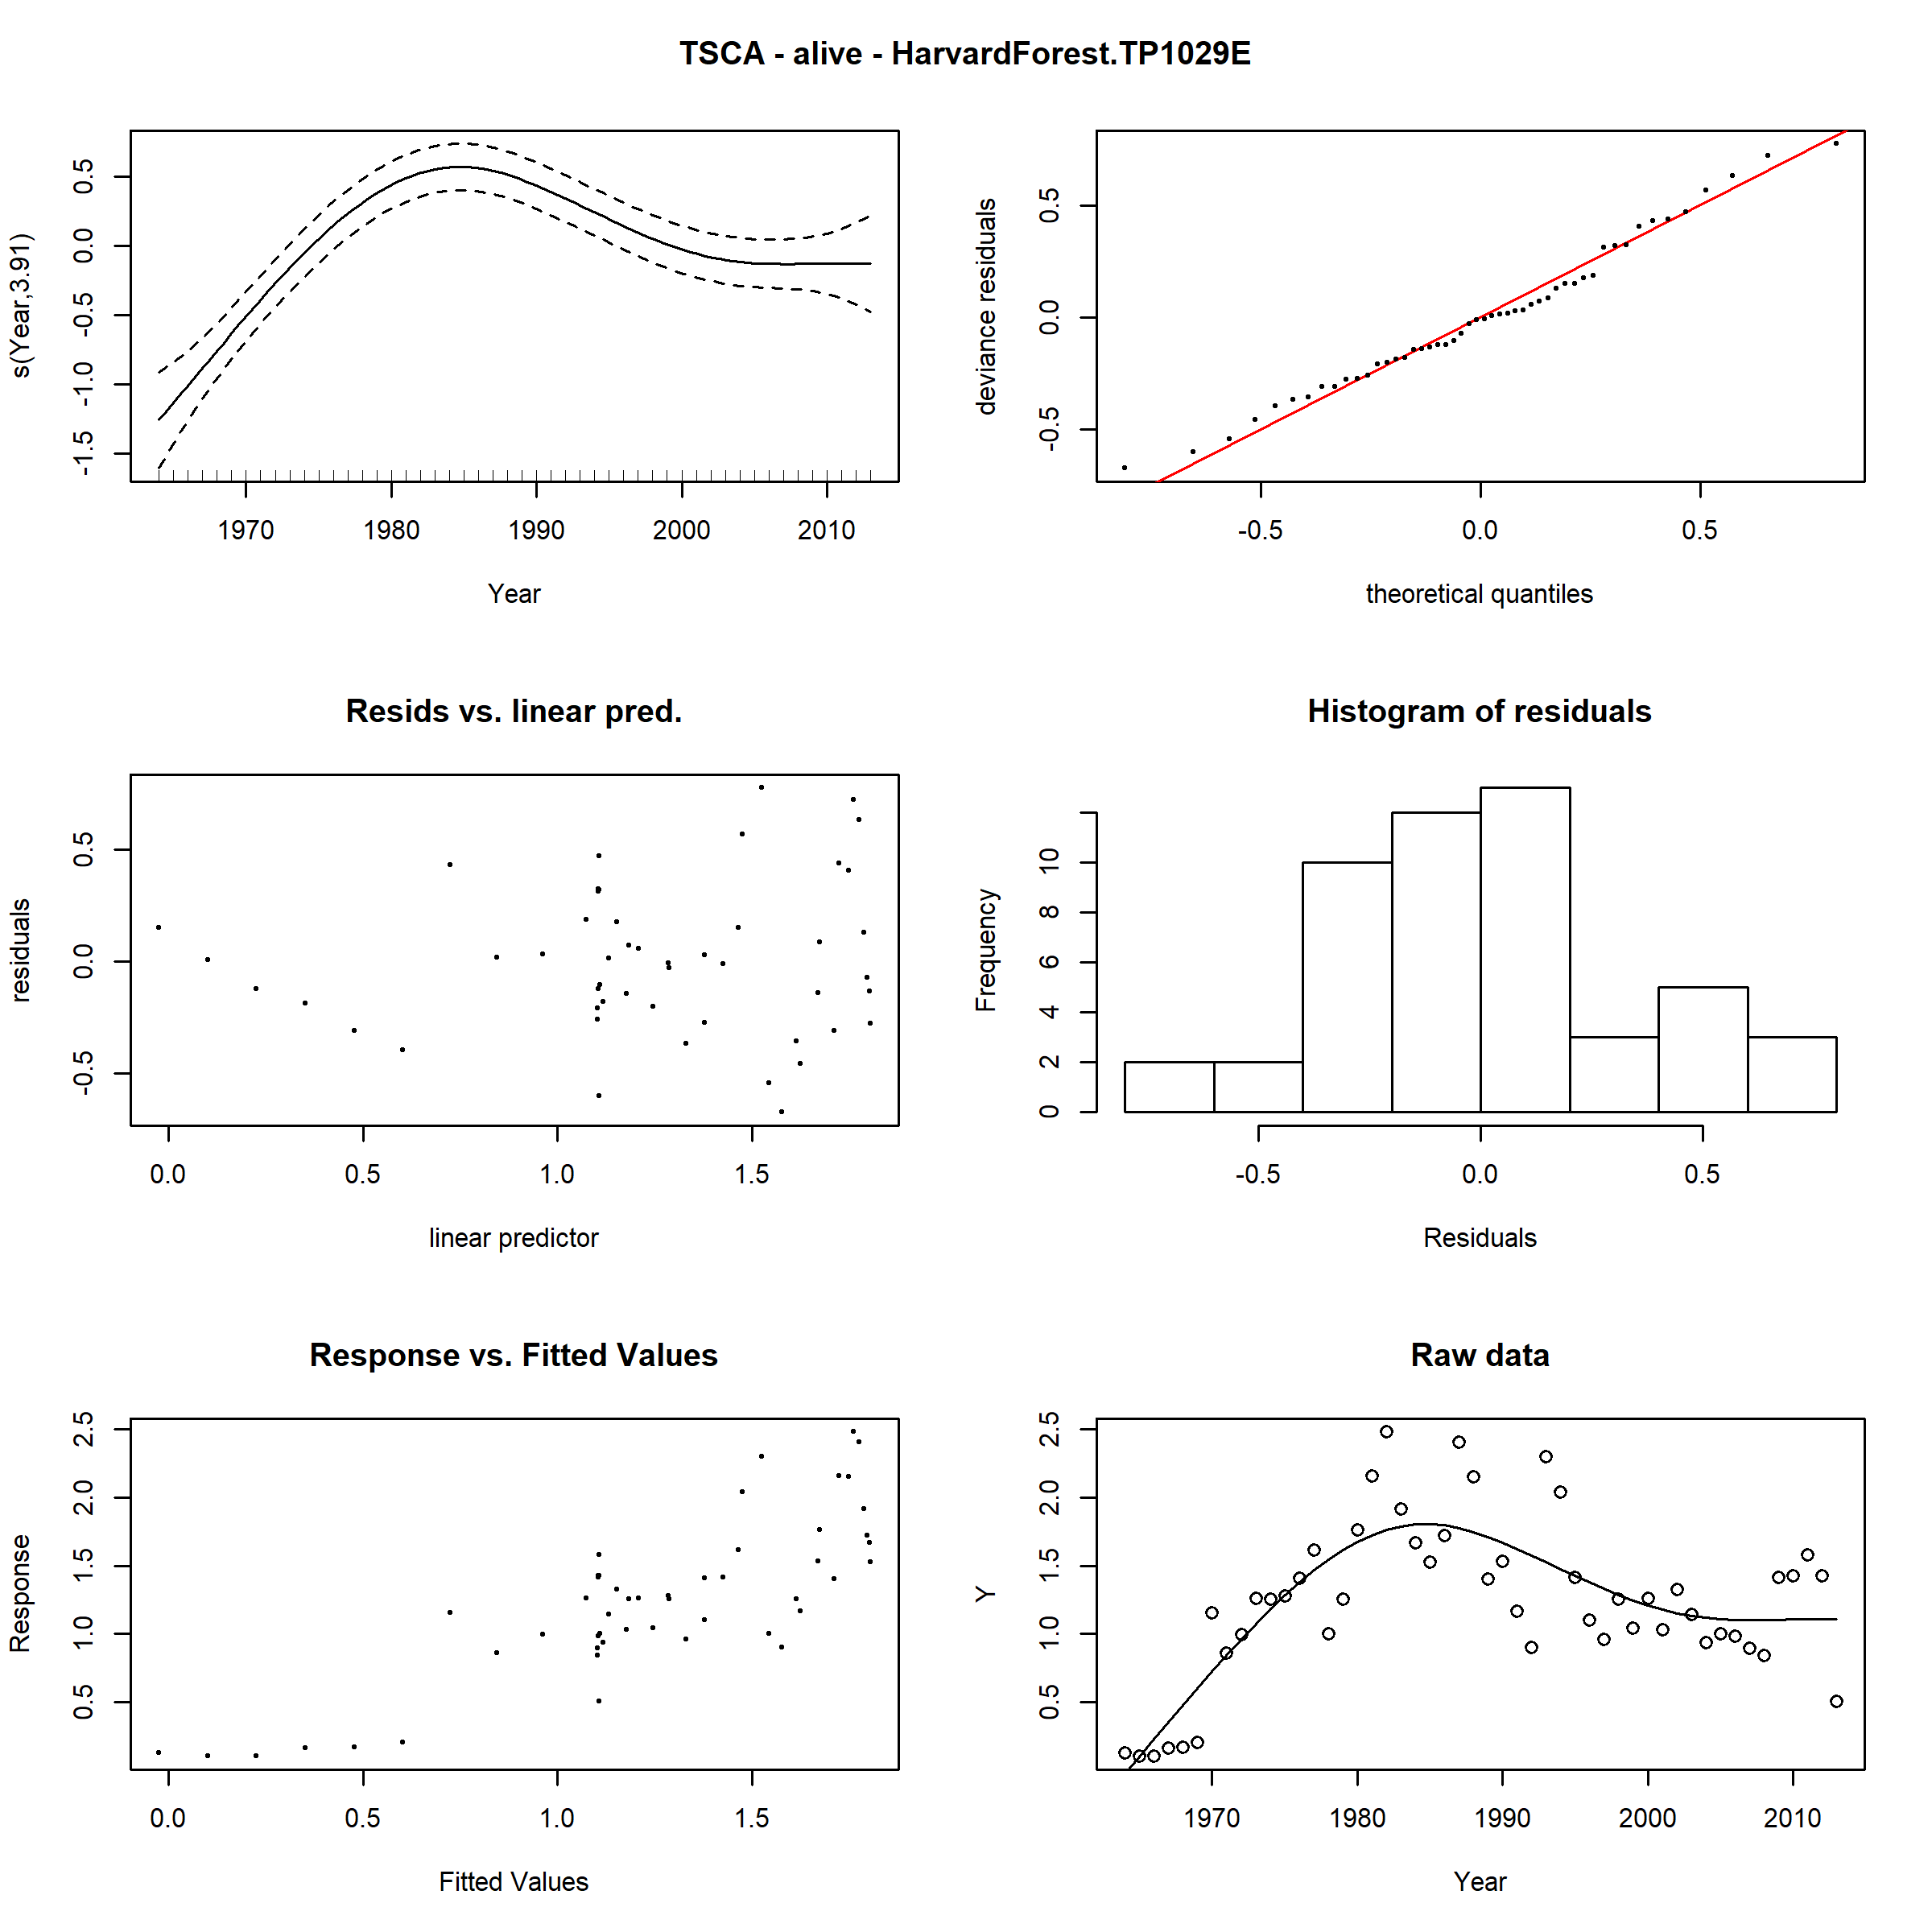 TSCA - alive - HarvardForest.TP1029E
s(Year,3.91)
0.5
0.0
-0.5
-1.0
-1.5
1970 1980 1990 2000 2010
Year
deviance residuals
0.5
0.0
-0.5
-0.5 0.0 0.5
theoretical quantiles
Resids vs. linear pred.
residuals
0.5
0.0
-0.5
0.0 0.5 1.0 1.5
linear predictor
Histogram of residuals
Frequency
10
8
6
4
2
0
-0.5 0.0 0.5
Residuals
Response vs. Fitted Values
Response
2.5
2.0
1.5
1.0
0.5
0.0 0.5 1.0 1.5
Fitted Values
Raw data
Y
2.5
2.0
1.5
1.0
0.5
1970 1980 1990 2000 2010
Year